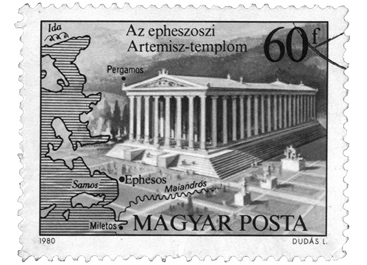 Ida
Az epheszoszi
Artemisz-templom
60f
Pergamos
Ephesos
Samos
Maiandros
Miletos
MAGYAR POSTA
1980
DUDÁS L.